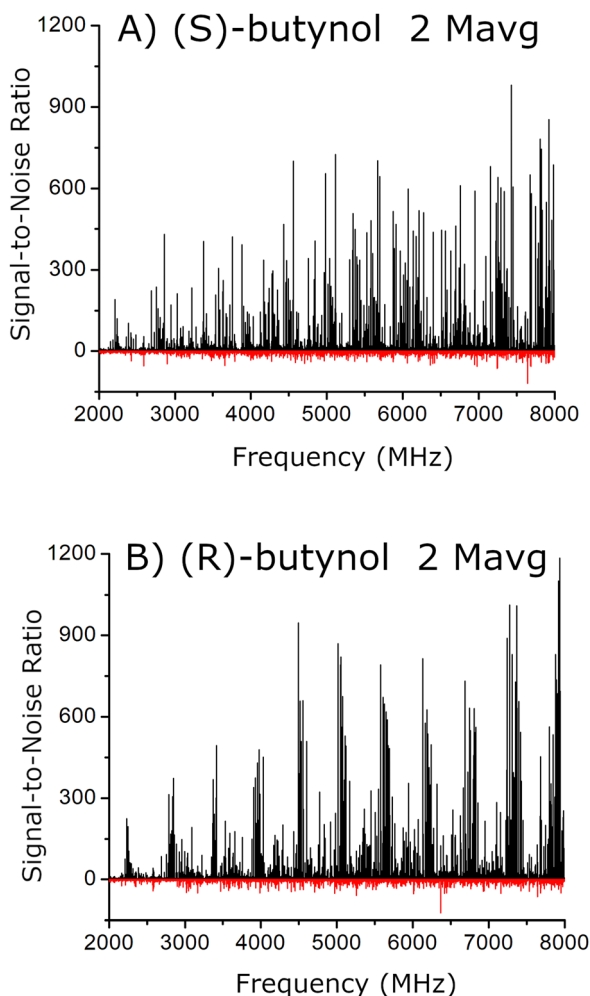 A) (S)-butynol 2 Mavg
Signal-to-Noise Ratio
1200
900
600
300
0
2000 3000 4000 5000 6000 7000 8000
Frequency (MHz)
B) (R)-butynol 2 Mavg
Signal-to-Noise Ratio
1200
900
600
300
0
2000 3000 4000 5000 6000 7000 8000
Frequency (MHz)